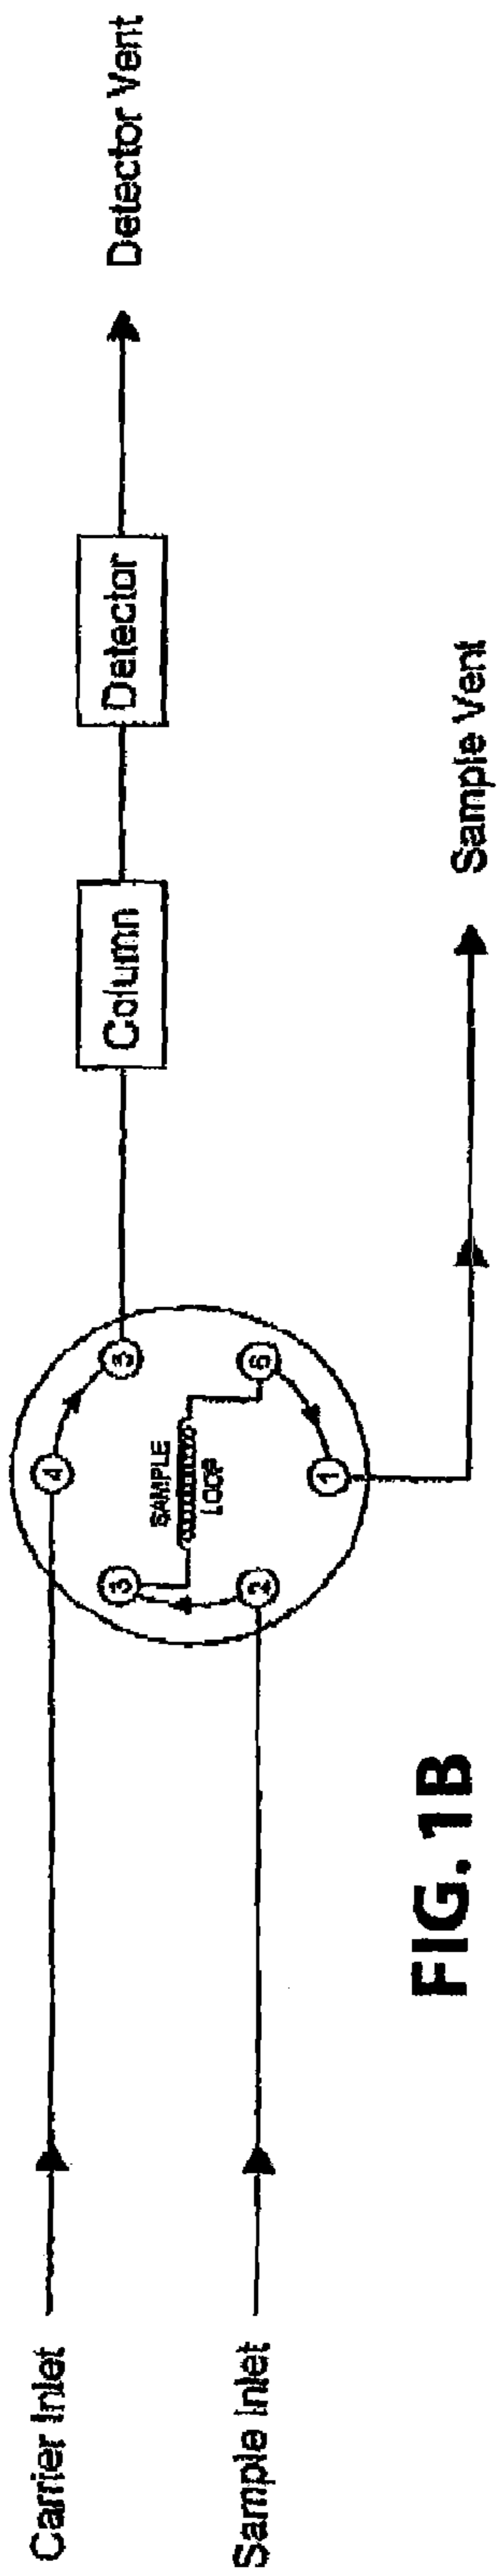 Carrier Inlet
Sample Inlet
4
5
3
SAMPLE
LOOP
2
6
1
Column
Detector
Detector Vent
Sample Vent
FIG. 1B